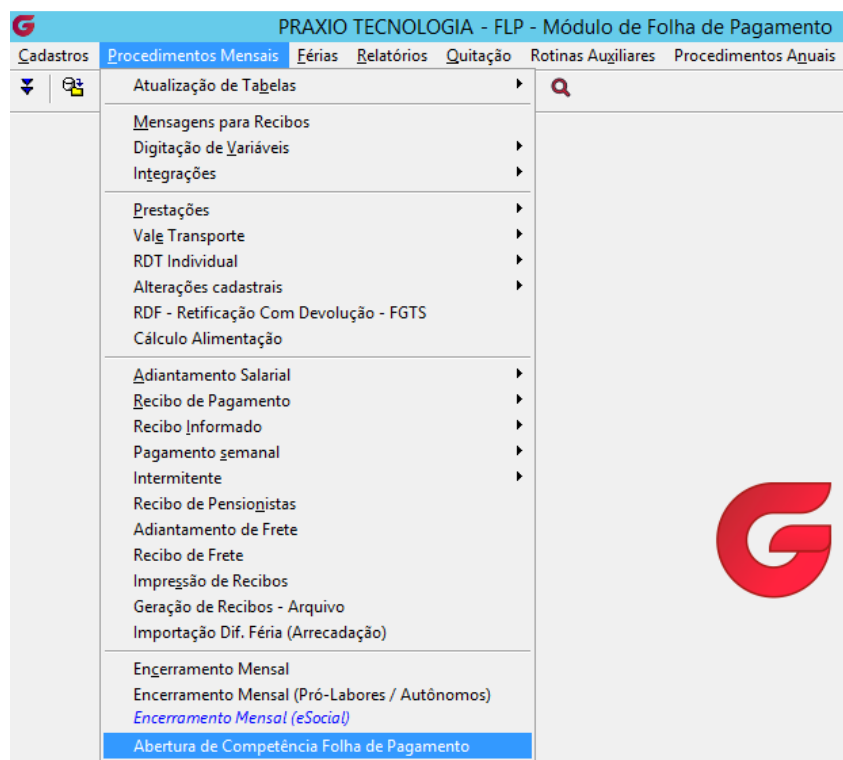 PRAXIO TECNOLOGIA - FLP - Módulo de Folha de Pagamento
Cadastros Procedimentos Mensais Férias Relatórios Quitação Rotinas Auxiliares Procedimentos Anuais
Atualização de Tabelas
Mensagens para Recibos
Digitação de Variáveis
Integrações
Prestações
Vale Transporte
RDT Individual
Alterações cadastrais
RDF - Retificação Com Devolução - FGTS
Cálculo Alimentação
Adiantamento Salarial
Recibo de Pagamento
Recibo Informado
Pagamento semanal
Intermitente
Recibo de Pensionistas
Adiantamento de Frete
Recibo de Frete
Impressão de Recibos
Geração de Recibos - Arquivo
Importação Dif. Féria (Arrecadação)
Encerramento Mensal
Encerramento Mensal (Pró-Labores / Autônomos)
Encerramento Mensal (eSocial)
Abertura de Competência Folha de Pagamento